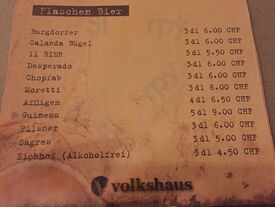 Flaschen Bier
Burgdorfer 3dl 6.00 CHF
Calanda Bügel 3dl 6.00 CHF
11 BIER 3dl 5.50 CHF
Desperado 3dl 6.00 CHF
Chopfab 3dl 6.00 CHF
Moretti 3dl 6.00 CHF
Affligem 4dl 6.50 CHF
Guiness 5dl 9.00 CHF
Pilsner 3dl 6.00 CHF
Sagres 3dl 5.00 CHF
Eichhof (Alkoholfrei) 3dl 4.50 CHF
volkshaus